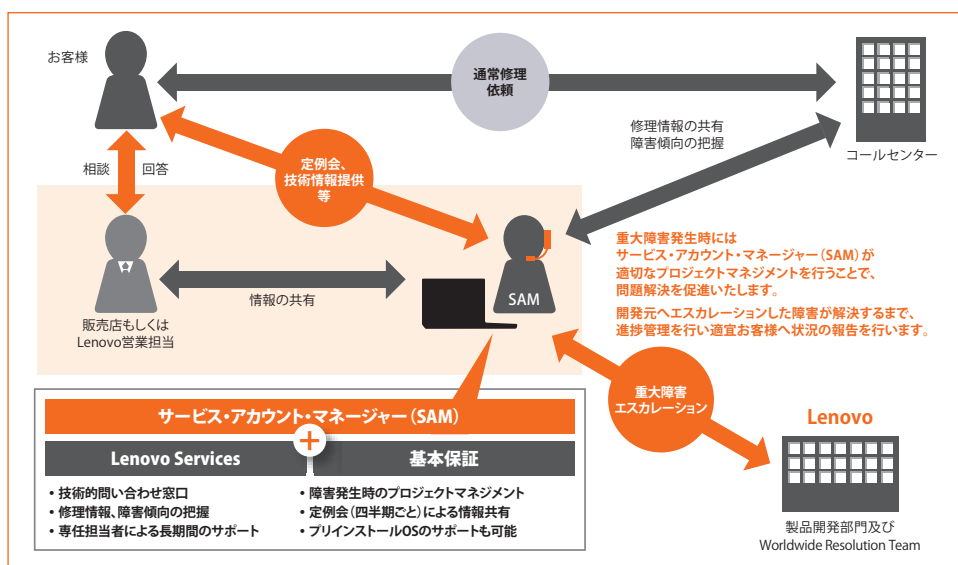 お客様
通常修理
依頼
修理情報の共有
障害傾向の把握
コールセンター
相談
回答
定例会、
技術情報提供
等
SAM
情報の共有
販売店もしくは
Lenovo営業担当
重大障害発生時には
サービス・アカウント・マネージャー(SAM)が
適切なプロジェクトマネジメントを行うことで、
問題解決を促進いたします。
開発元へエスカレーションした障害が解決するまで、
進捗管理を行い適宜お客様へ状況の報告を行います。
重大障害
エスカレーション
Lenovo
製品開発部門及び
Worldwide Resolution Team
サービス・アカウント・マネージャー(SAM)
+
Lenovo Services
基本保証
・技術的問い合わせ窓口
・修理情報、障害傾向の把握
・専任担当者による長期間のサポート
・障害発生時のプロジェクトマネジメント
・定例会(四半期ごと)による情報共有
・プリインストールOSのサポートも可能